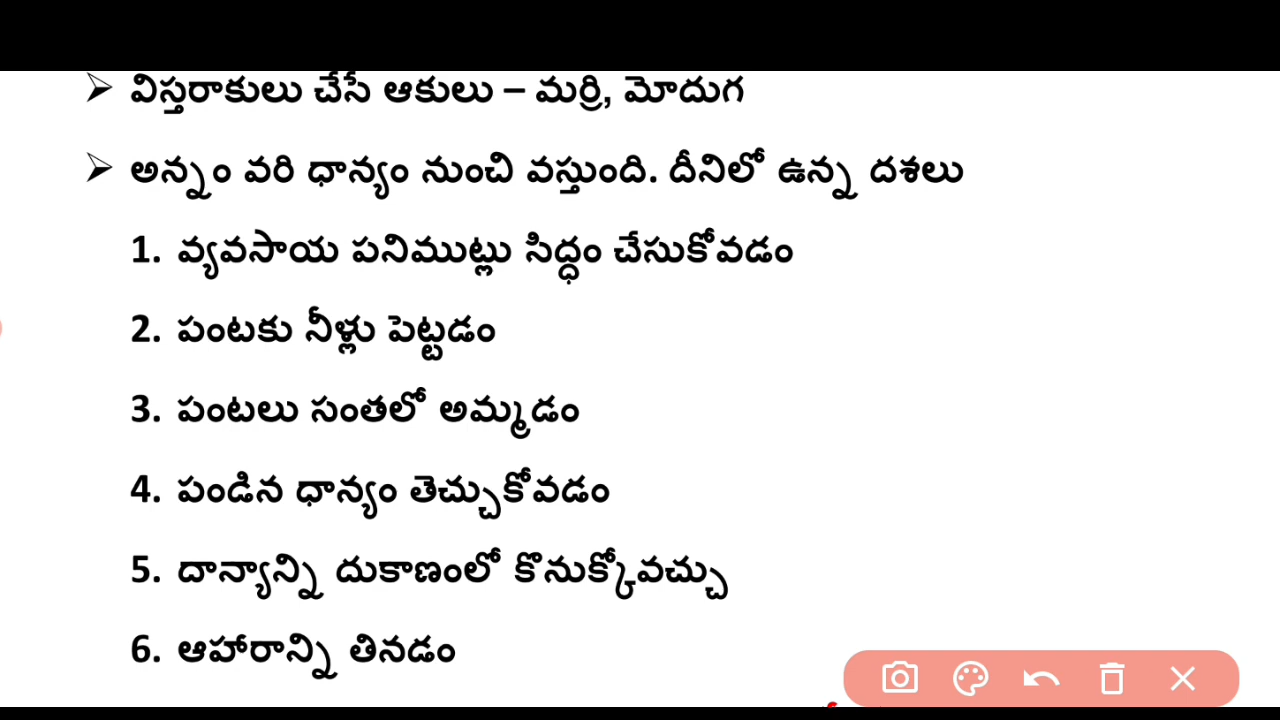 ➢ విస్తరాకులు చేసే ఆకులు – మర్రి, మోదుగ
➢ అన్నం వరి ధాన్యం నుంచి వస్తుంది. దీనిలో ఉన్న దశలు
1. వ్యవసాయ పనిముట్లు సిద్ధం చేసుకోవడం
2. పంటకు నీళ్లు పెట్టడం
3. పంటలు సంతలో అమ్మడం
4. పండిన ధాన్యం తెచ్చుకోవడం
5. దాన్యాన్ని దుకాణంలో కొనుక్కోవచ్చు
6. ఆహారాన్ని తినడం